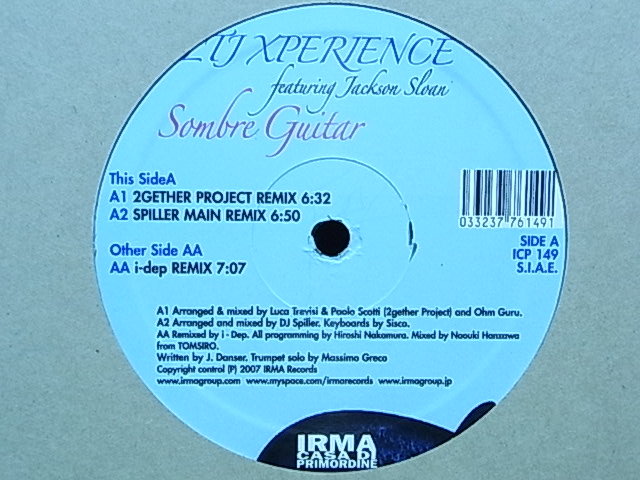 LTJ XPERIENCE
featuring Jackson Sloan
Sombre Guitar
This SideA
A1 2GETHER PROJECT REMIX 6:32
A2 SPILLER MAIN REMIX 6:50
Other Side AA
AA i-dep REMIX 7:07
033237 761491
SIDE A
ICP 149
S.I.A.E.
A1 Arranged & mixed by Luca Trevisi & Paolo Scotti (2gether Project) and Ohm Guru.
A2 Arranged and mixed by DJ Spiller. Keyboards by Sisco.
AA Remixed by i - Dep. All programming by Hiroshi Nakamura. Mixed by Naouki Hanzawa
from TOMSIRO.
Written by J. Danser. Trumpet solo by Massimo Greco
Copyright control (P) 2007 IRMA Records
www.irmagroup.com www.myspace.com/irmarecords www.irmagroup.jp
IRMA
CASA DI
PRIMORDINE